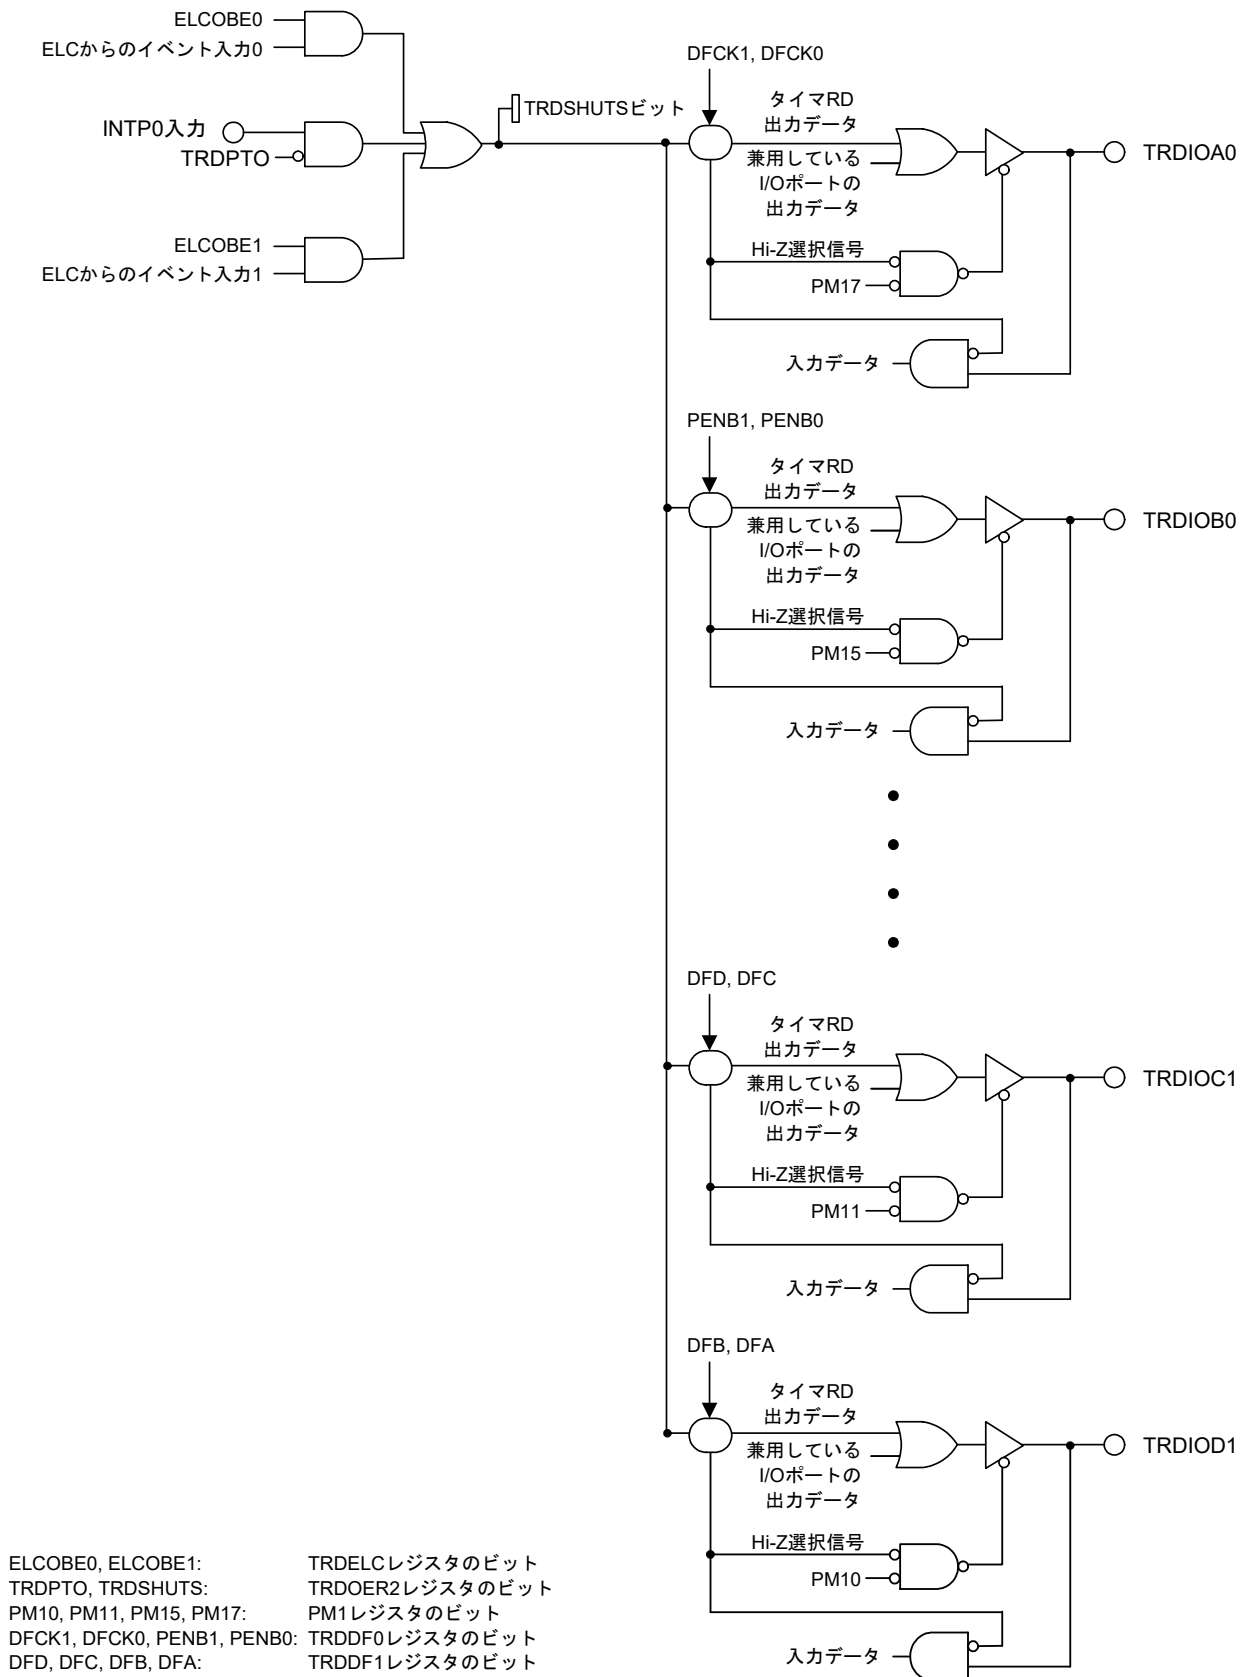 ELCOBE0
ELCからのイベント入力0
INTP0入力
TRDPTO
ELCOBE1
ELCからのイベント入力1
TRDSHUTSビット
DFCK1, DFCK0
タイマRD
出力データ
兼用している
I/Oポートの
出力データ
Hi-Z選択信号
PM17
入力データ
TRDIOA0
PENB1, PENB0
タイマRD
出力データ
兼用している
I/Oポートの
出力データ
Hi-Z選択信号
PM15
入力データ
TRDIOB0
DFD, DFC
タイマRD
出力データ
兼用している
I/Oポートの
出力データ
Hi-Z選択信号
PM11
入力データ
TRDIOC1
DFB, DFA
タイマRD
出力データ
兼用している
I/Oポートの
出力データ
Hi-Z選択信号
PM10
入力データ
TRDIOD1
ELCOBE0, ELCOBE1: TRDELCレジスタのビット
TRDPTO, TRDSHUTS: TRDOER2レジスタのビット
PM10, PM11, PM15, PM17: PM1レジスタのビット
DFCK1, DFCK0, PENB1, PENB0: TRDDF0レジスタのビット
DFD, DFC, DFB, DFA: TRDDF1レジスタのビット